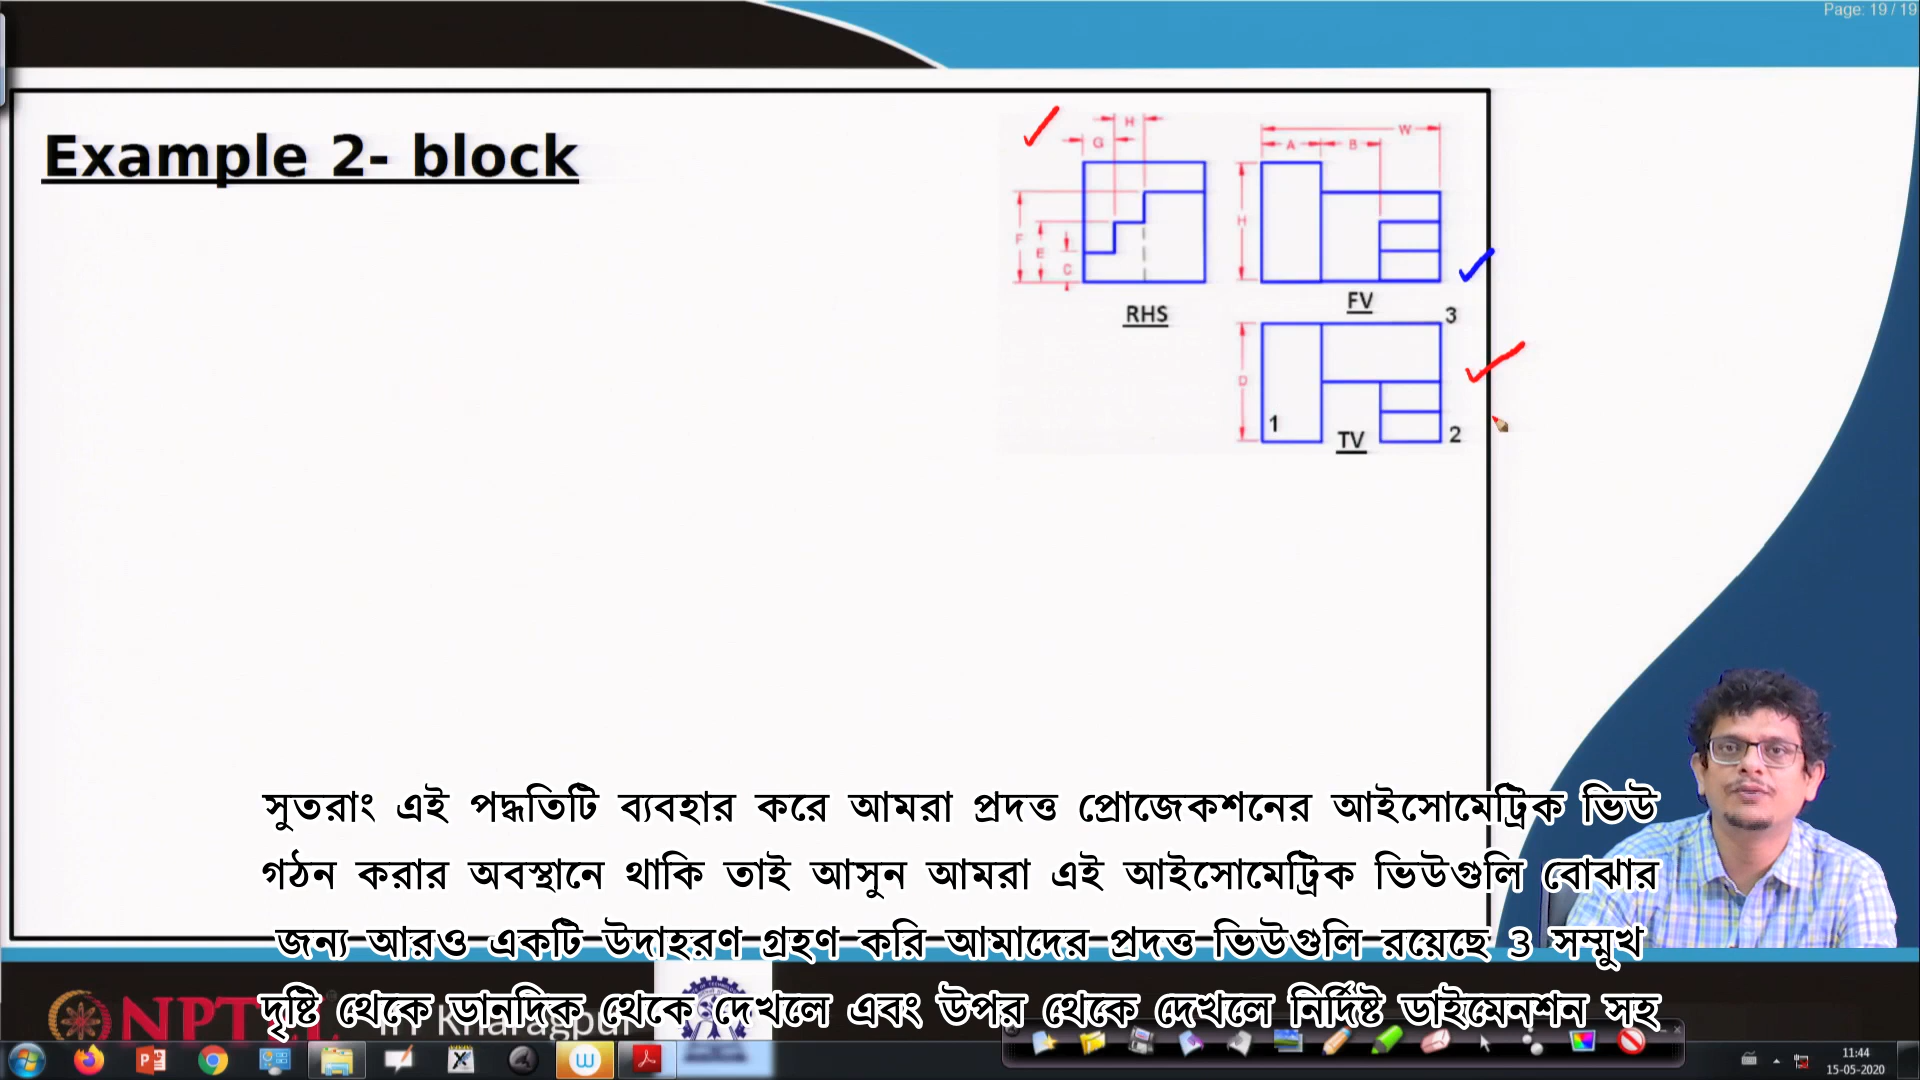 Page: 19 / 19
Example 2- block
H
G
W
A B
F
E
C
H
RHS
FV
3
D
1
TV
2
সুতরাং এই পদ্ধতিটি ব্যবহার করে আমরা প্রদত্ত প্রোজেকশনের আইসোমেট্রিক ভিউ
গঠন করার অবস্থানে থাকি তাই আসুন আমরা এই আইসোমেট্রিক ভিউগুলি বোঝার
জন্য আরও একটি উদাহরণ গ্রহণ করি আমাদের প্রদত্ত ভিউগুলি রয়েছে 3 সম্মুখ
দৃষ্টি থেকে ডানদিক থেকে দেখলে এবং উপর থেকে দেখলে নির্দিষ্ট ডাইমেনশন সহ
11:44
15-05-2020